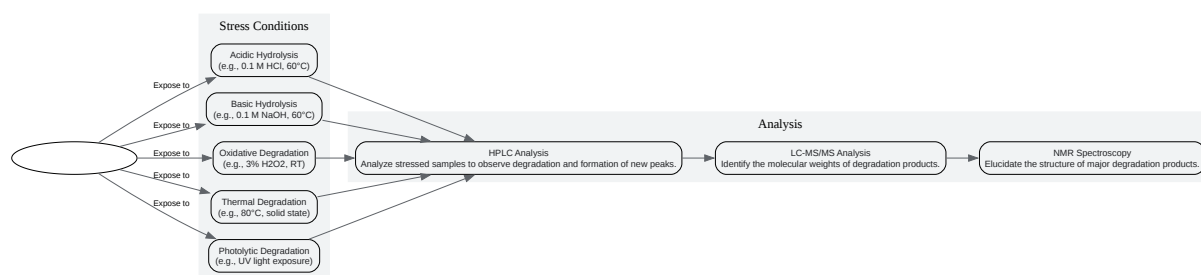 Stress Conditions
Acidic Hydrolysis
(e.g., 0.1 M HCl, 60°C)
Expose to
Basic Hydrolysis
(e.g., 0.1 M NaOH, 60°C)
Expose to
Oxidative Degradation
(e.g., 3% H2O2, RT)
Expose to
Thermal Degradation
(e.g., 80°C, solid state)
Expose to
Photolytic Degradation
(e.g., UV light exposure)
Expose to
Analysis
HPLC Analysis
Analyze stressed samples to observe degradation and formation of new peaks.
LC-MS/MS Analysis
Identify the molecular weights of degradation products.
NMR Spectroscopy
Elucidate the structure of major degradation products.